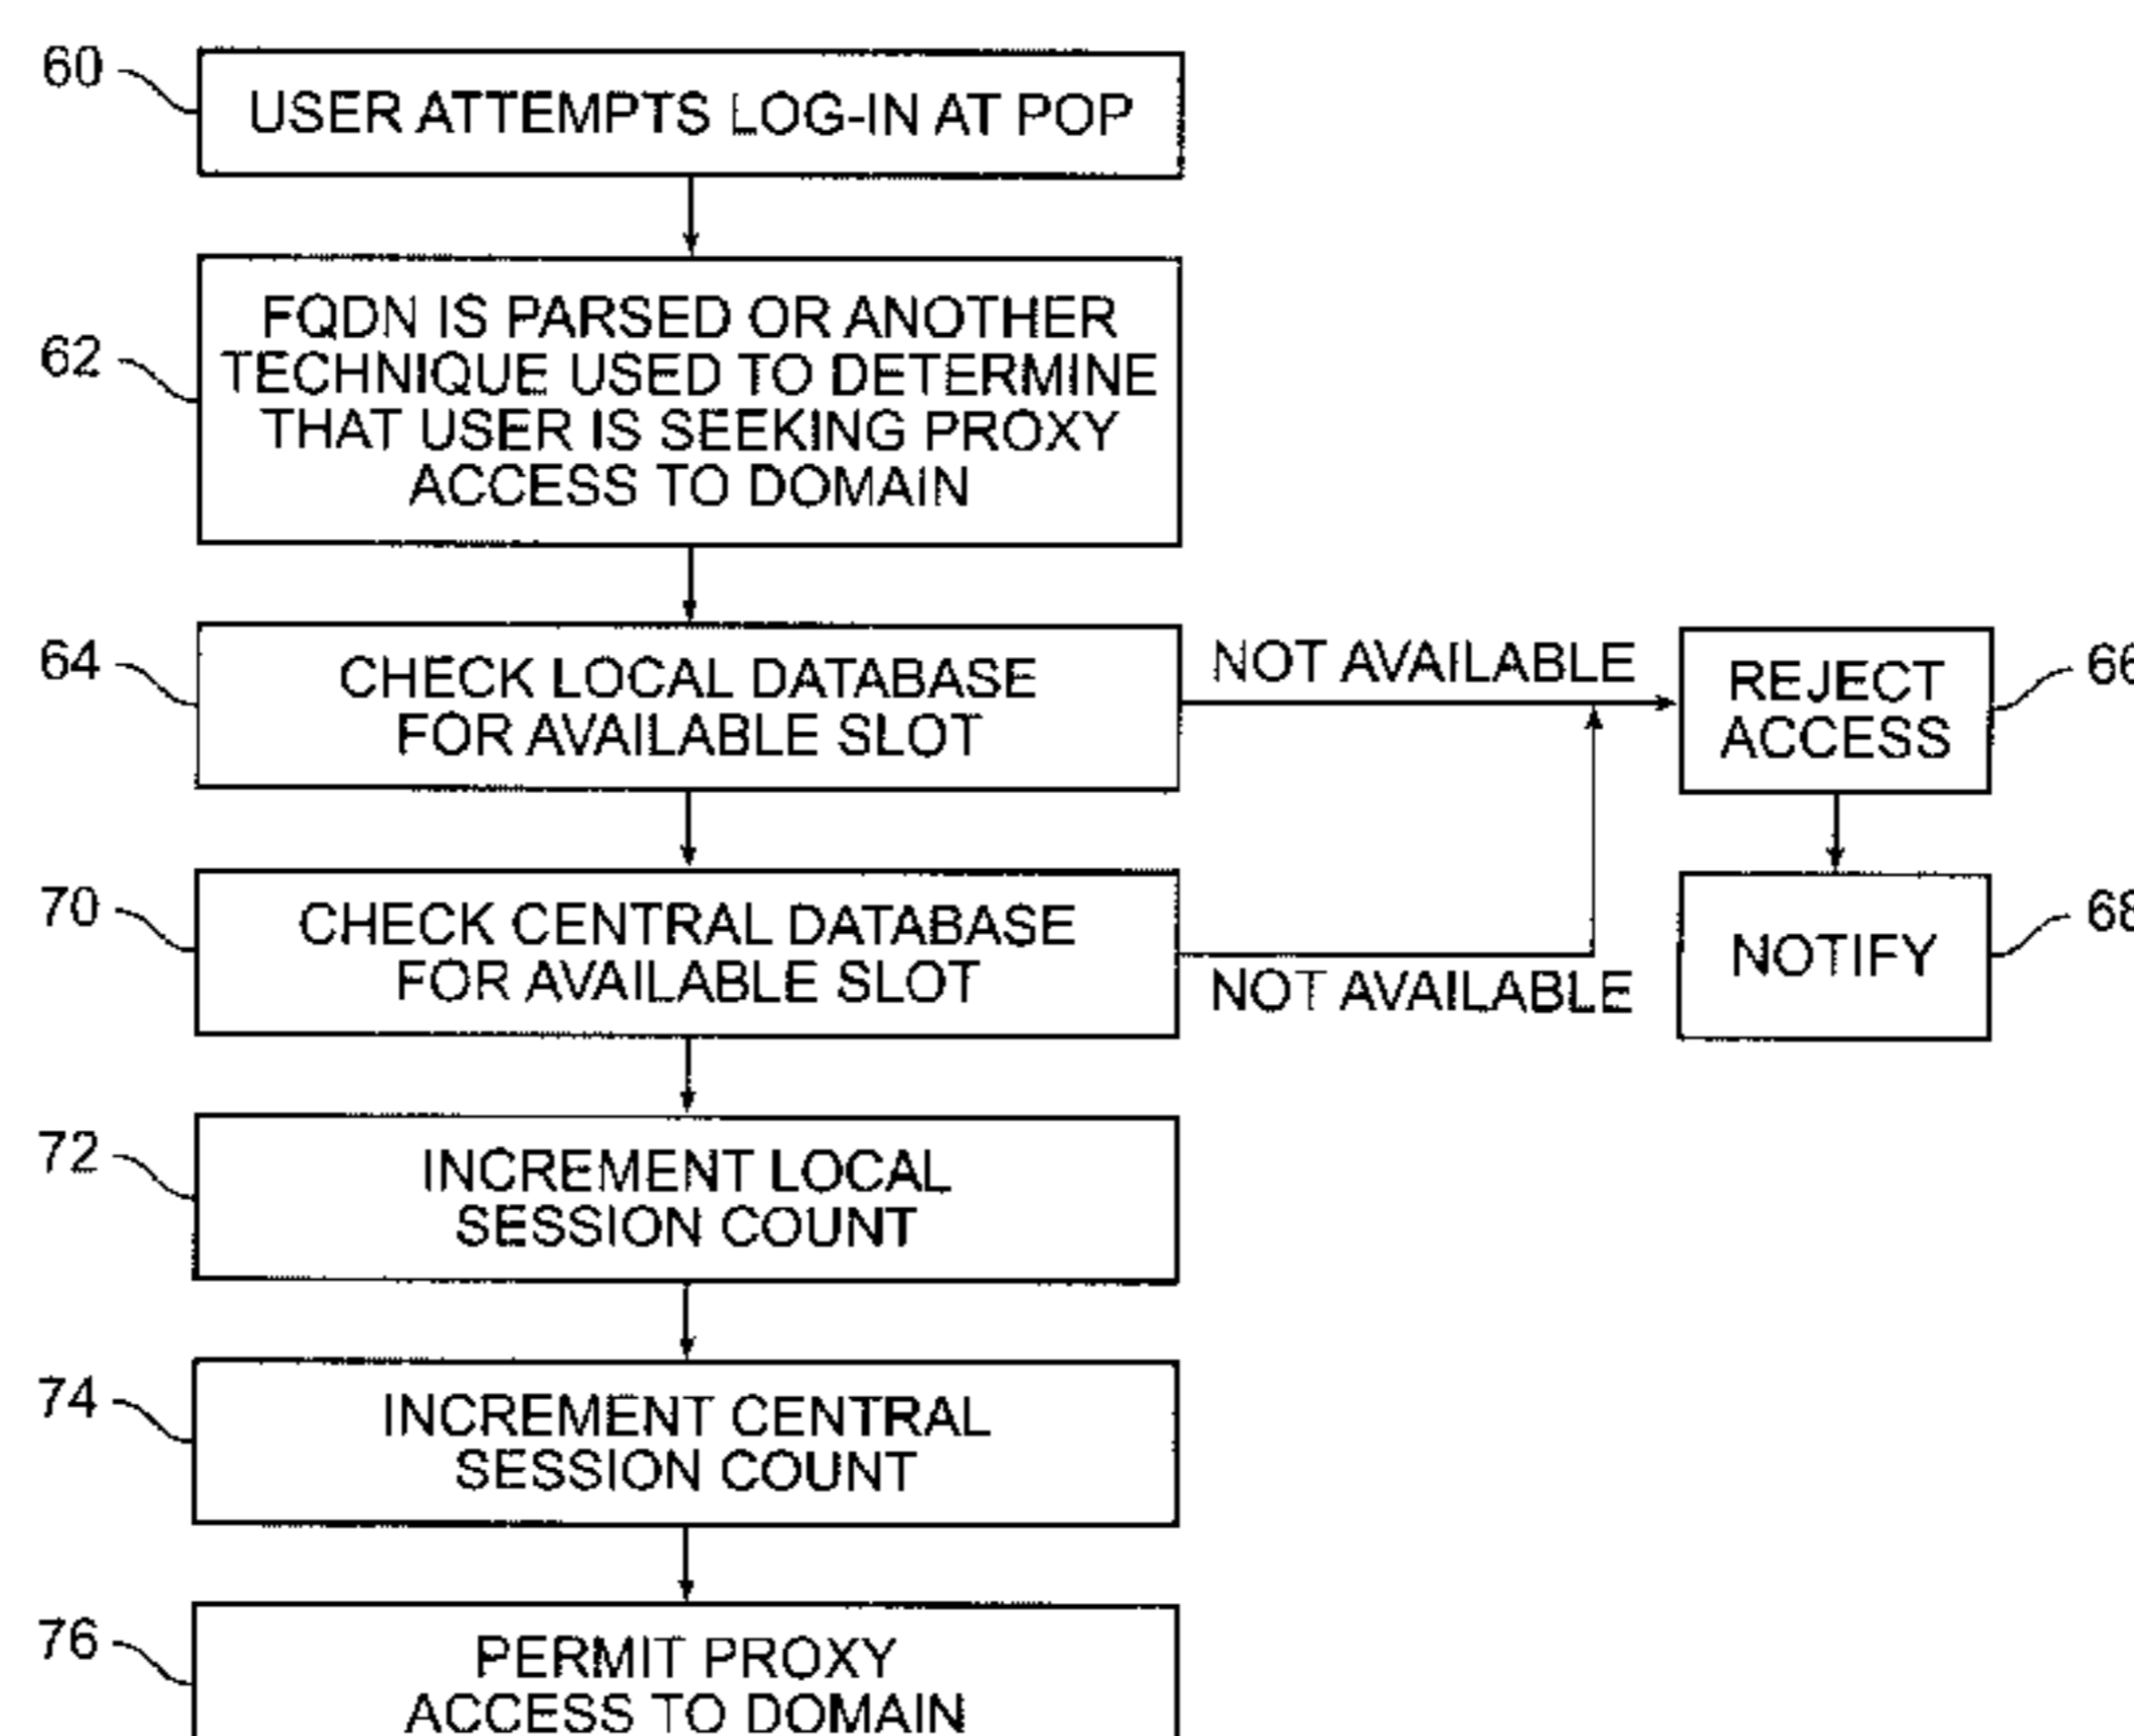 60
USER ATTEMPTS LOG-IN AT POP
62
FQDN IS PARSED OR ANOTHER
TECHNIQUE USED TO DETERMINE
THAT USER IS SEEKING PROXY
ACCESS TO DOMAIN
64
CHECK LOCAL DATABASE
FOR AVAILABLE SLOT
NOT AVAILABLE
REJECT
ACCESS
66
70
CHECK CENTRAL DATABASE
FOR AVAILABLE SLOT
NOT AVAILABLE
NOTIFY
68
72
INCREMENT LOCAL
SESSION COUNT
74
INCREMENT CENTRAL
SESSION COUNT
76
PERMIT PROXY
ACCESS TO DOMAIN